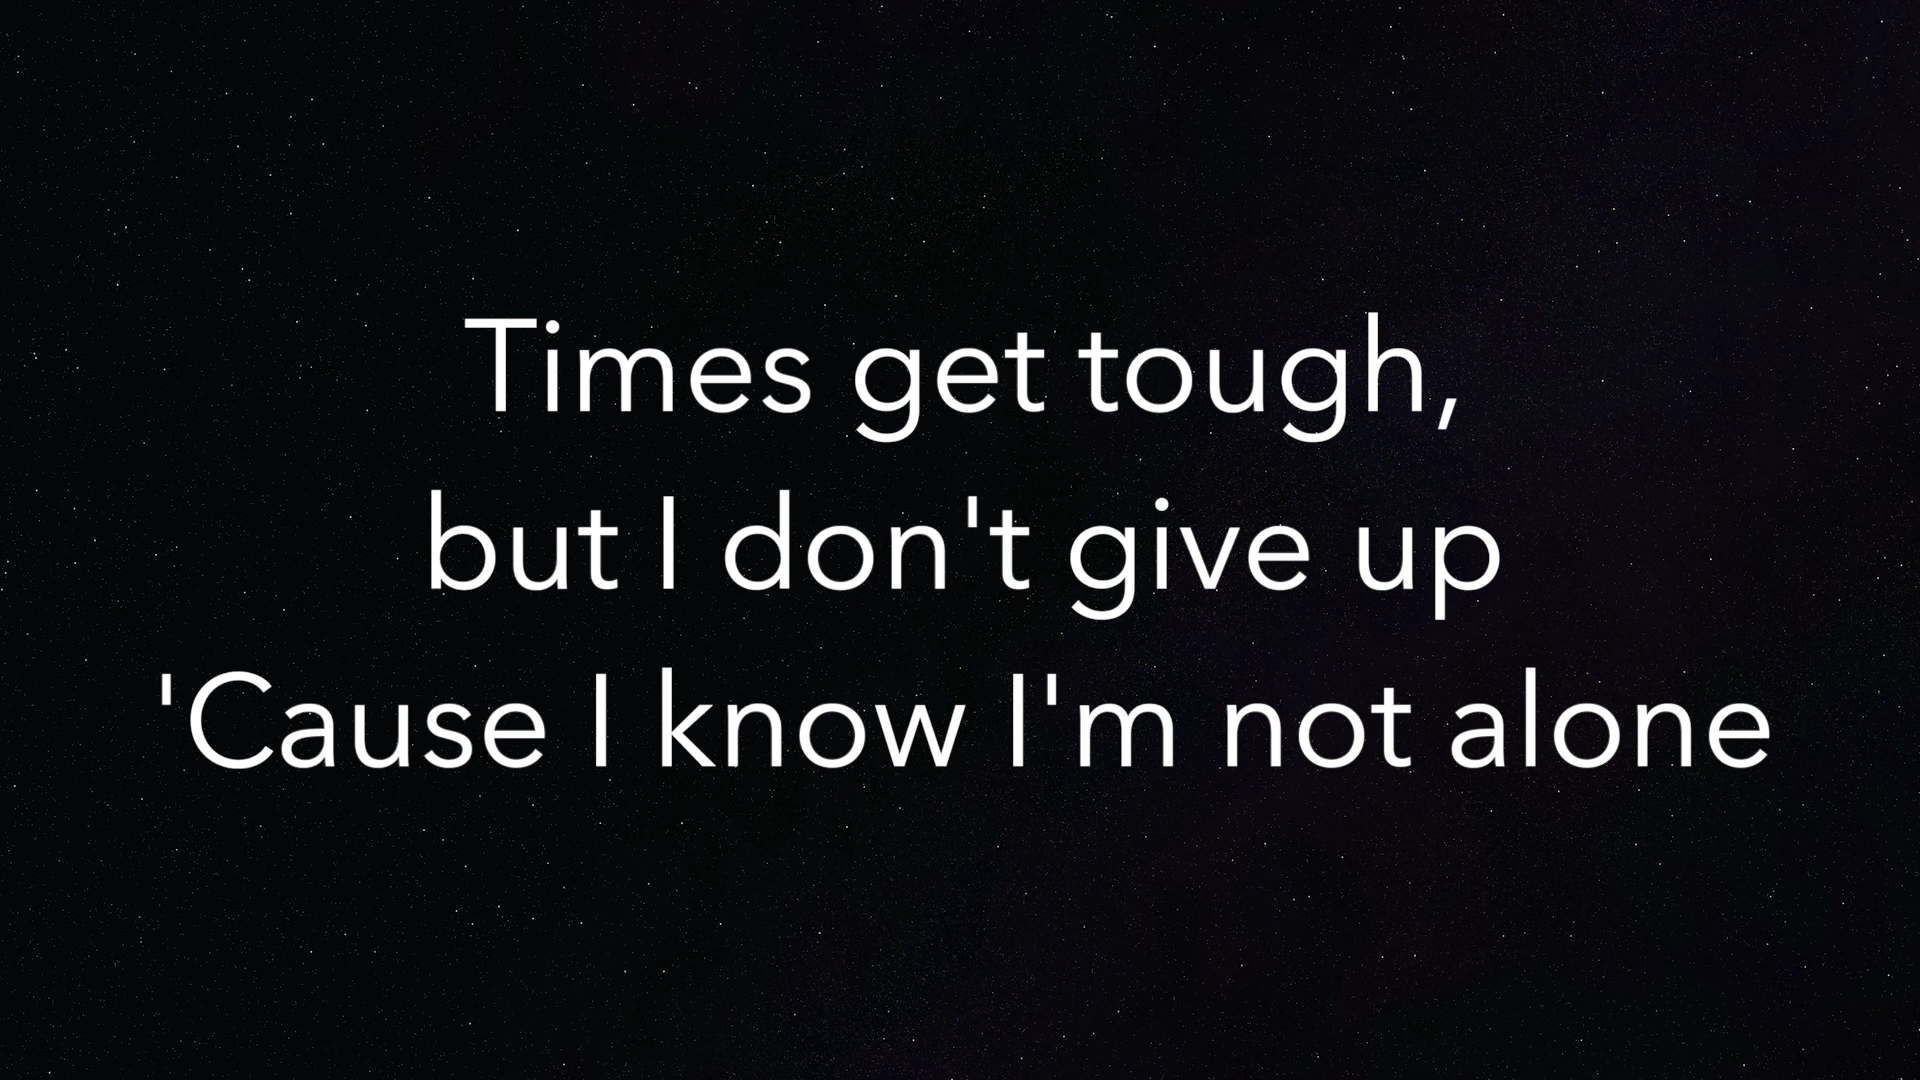 Times get tough,
but I don't give up
'Cause I know I'm not alone